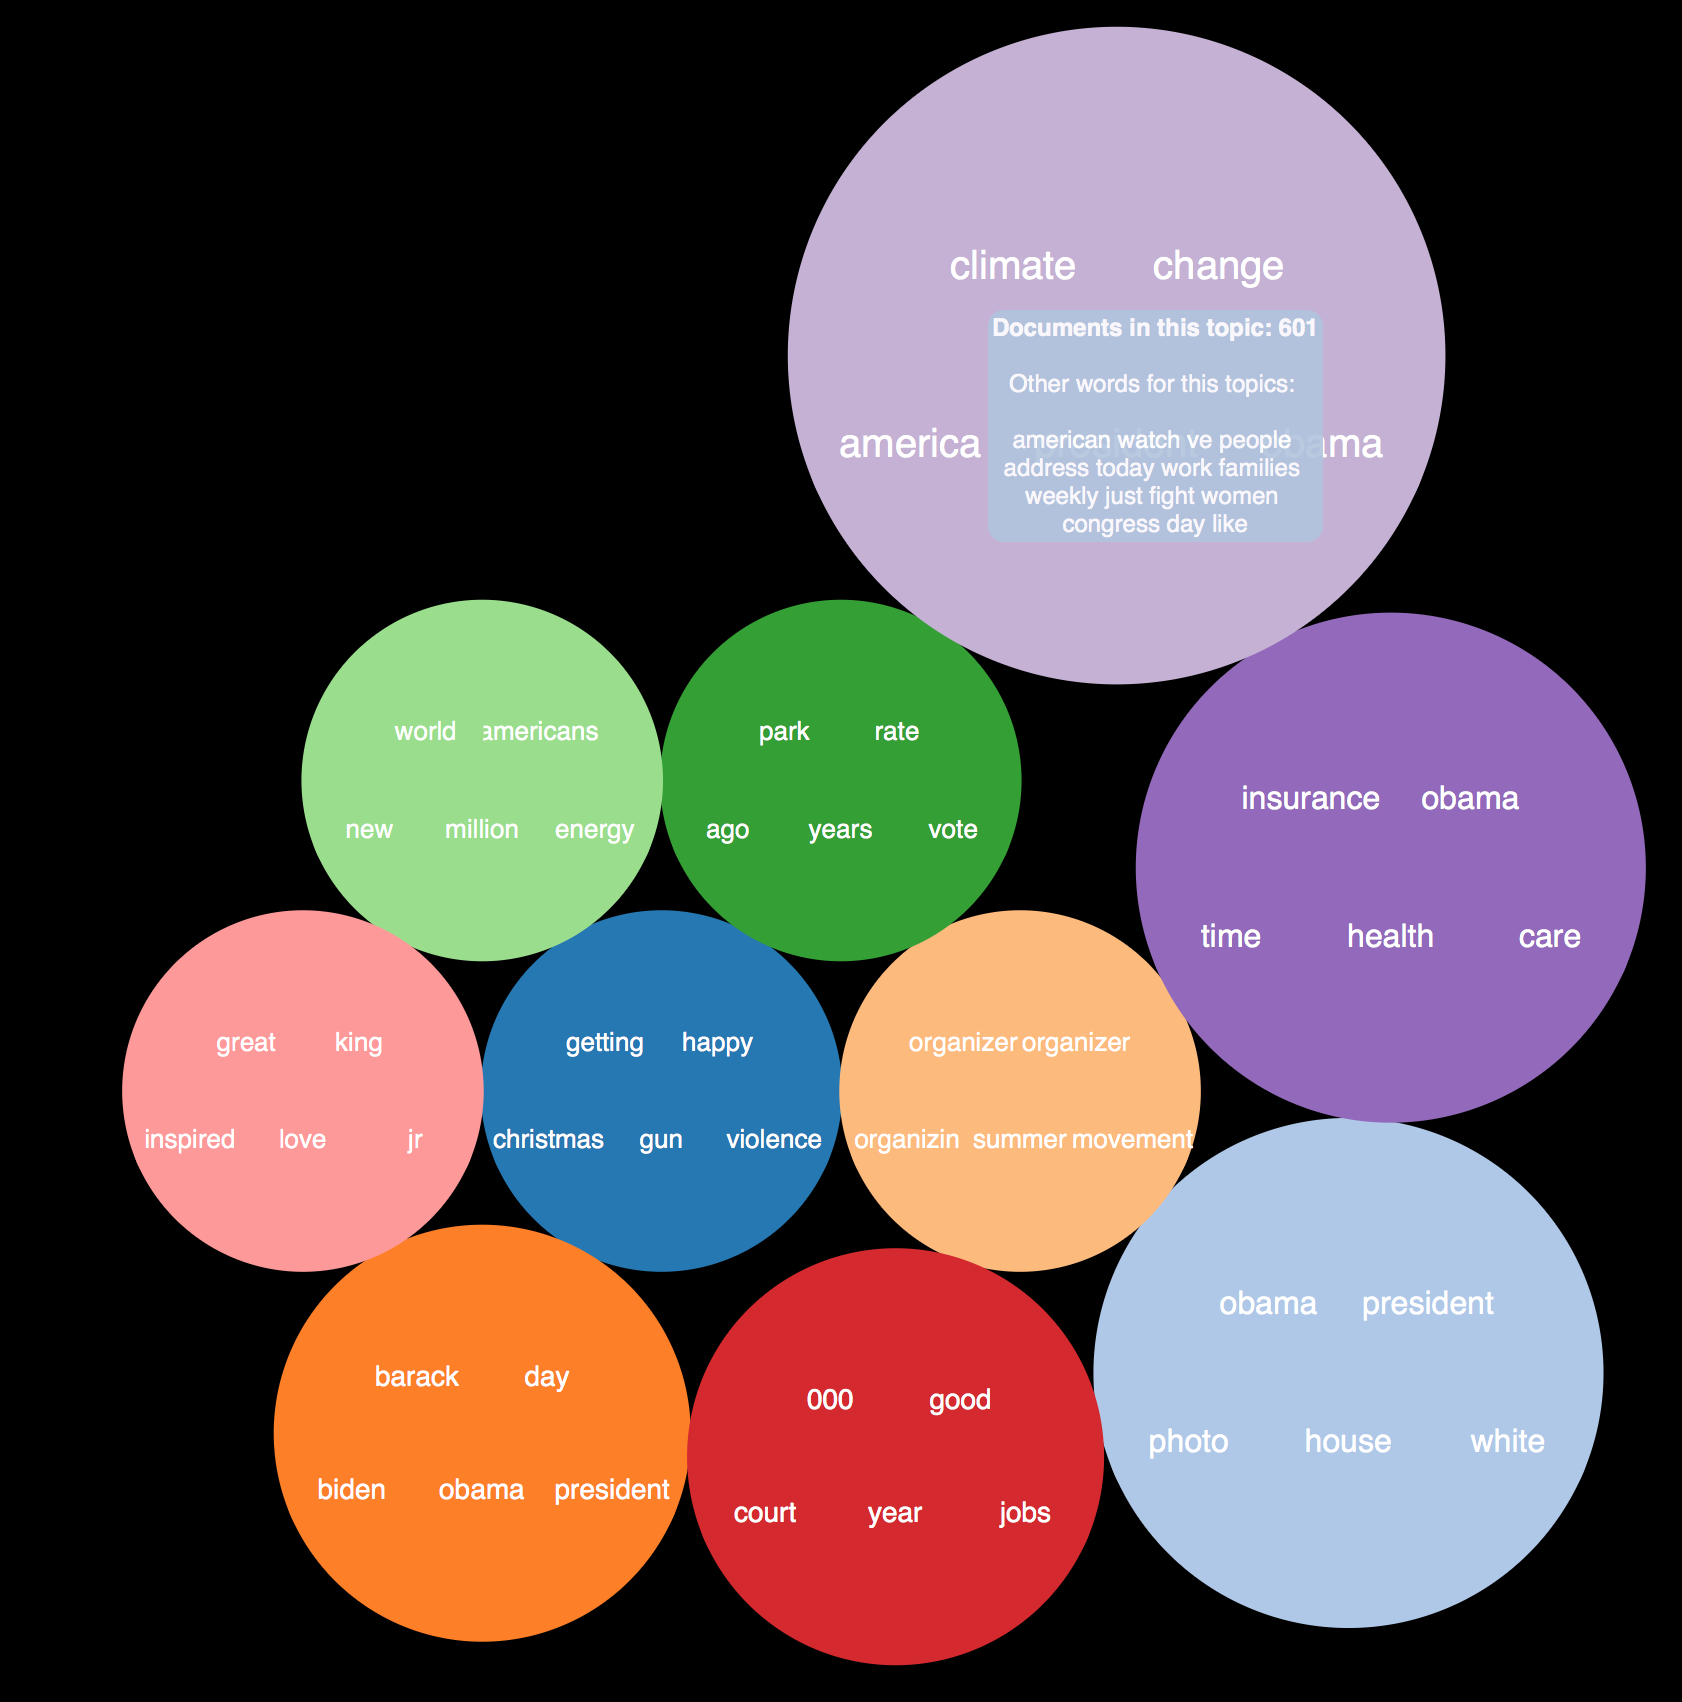 climate change
Documents in this topic: 601
Other words for this topics:
american watch ve people
address today work families
weekly just fight women
congress day like
america president obama
world americans
new million energy
park rate
ago years vote
insurance obama
time health care
great king
inspired love jr
getting happy
christmas gun violence
organizer organizer
organizin summer movement
obama president
photo house white
barack day
biden obama president
000 good
court year jobs